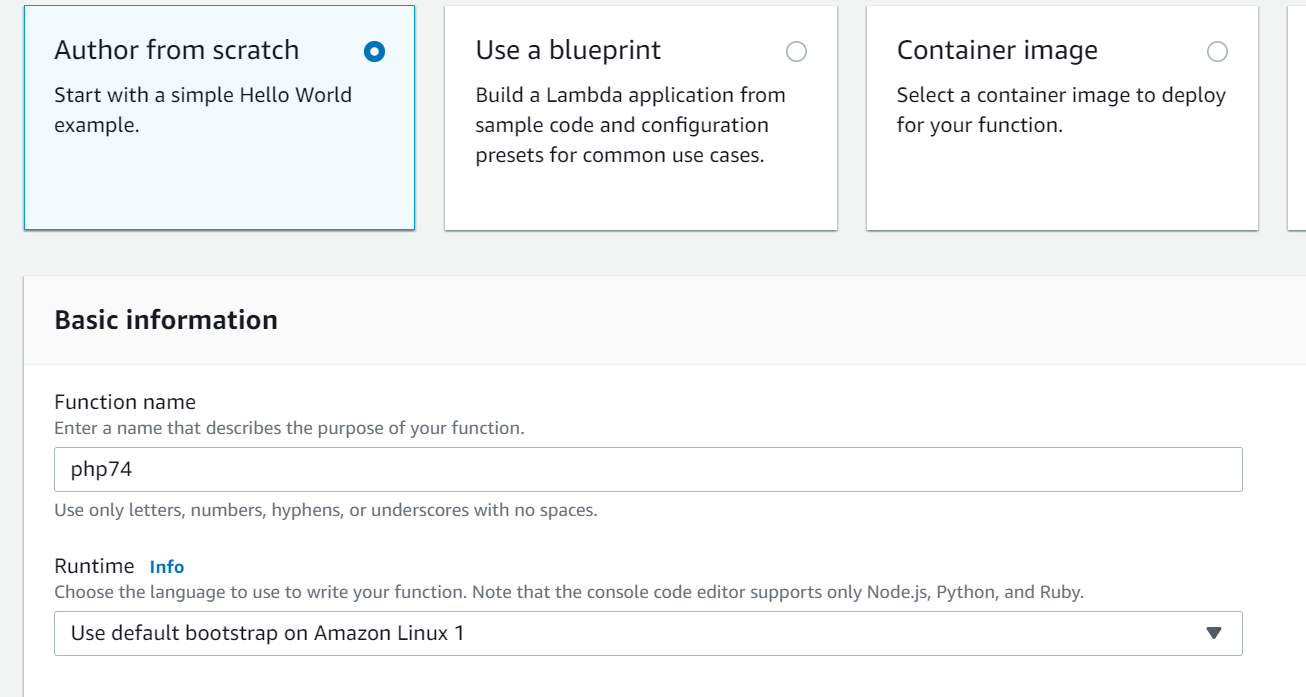 Author from scratch
Start with a simple Hello World
example.
Use a blueprint
Build a Lambda application from
sample code and configuration
presets for common use cases.
Container image
Select a container image to deploy
for your function.
Basic information
Function name
Enter a name that describes the purpose of your function.
php74
Use only letters, numbers, hyphens, or underscores with no spaces.
Runtime Info
Choose the language to use to write your function. Note that the console code editor supports only Node.js, Python, and Ruby.
Use default bootstrap on Amazon Linux 1